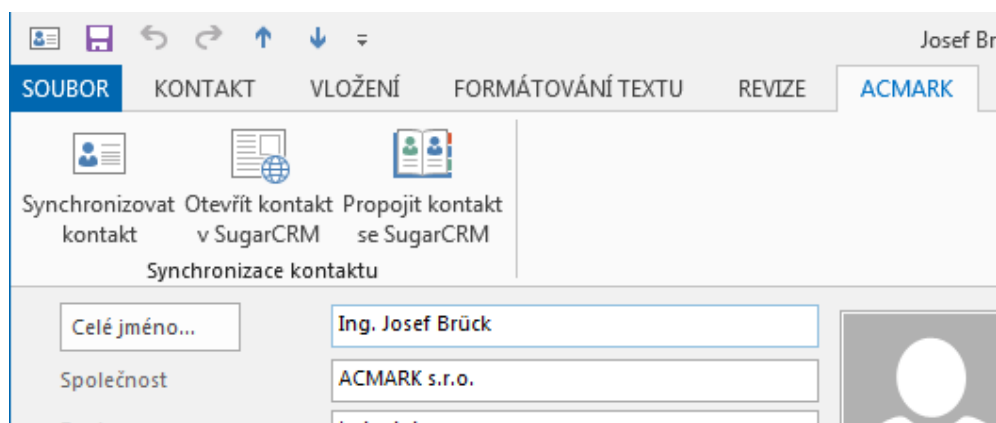 Josef Br
SOUBOR KONTAKT VLOŽENÍ FORMÁTOVÁNÍ TEXTU REVIZE ACMARK
Synchronizovat Otevřít kontakt Propojit kontakt
kontakt v SugarCRM se SugarCRM
Synchronizace kontaktu
Celé jméno... Ing. Josef Brück
Společnost ACMARK s.r.o.